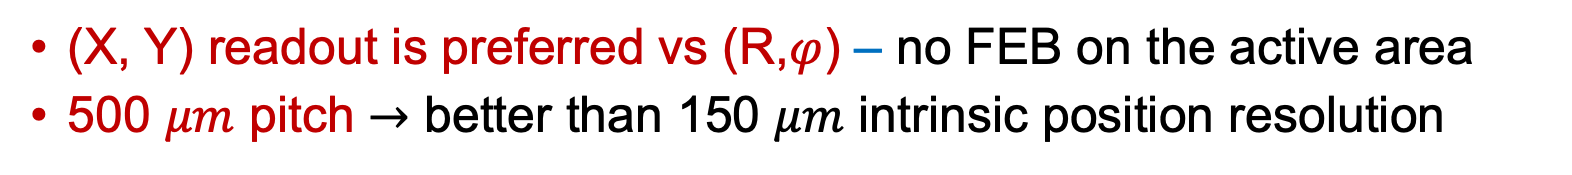 • (X, Y) readout is preferred vs (R,φ) – no FEB on the active area
• 500 μm pitch → better than 150 μm intrinsic position resolution